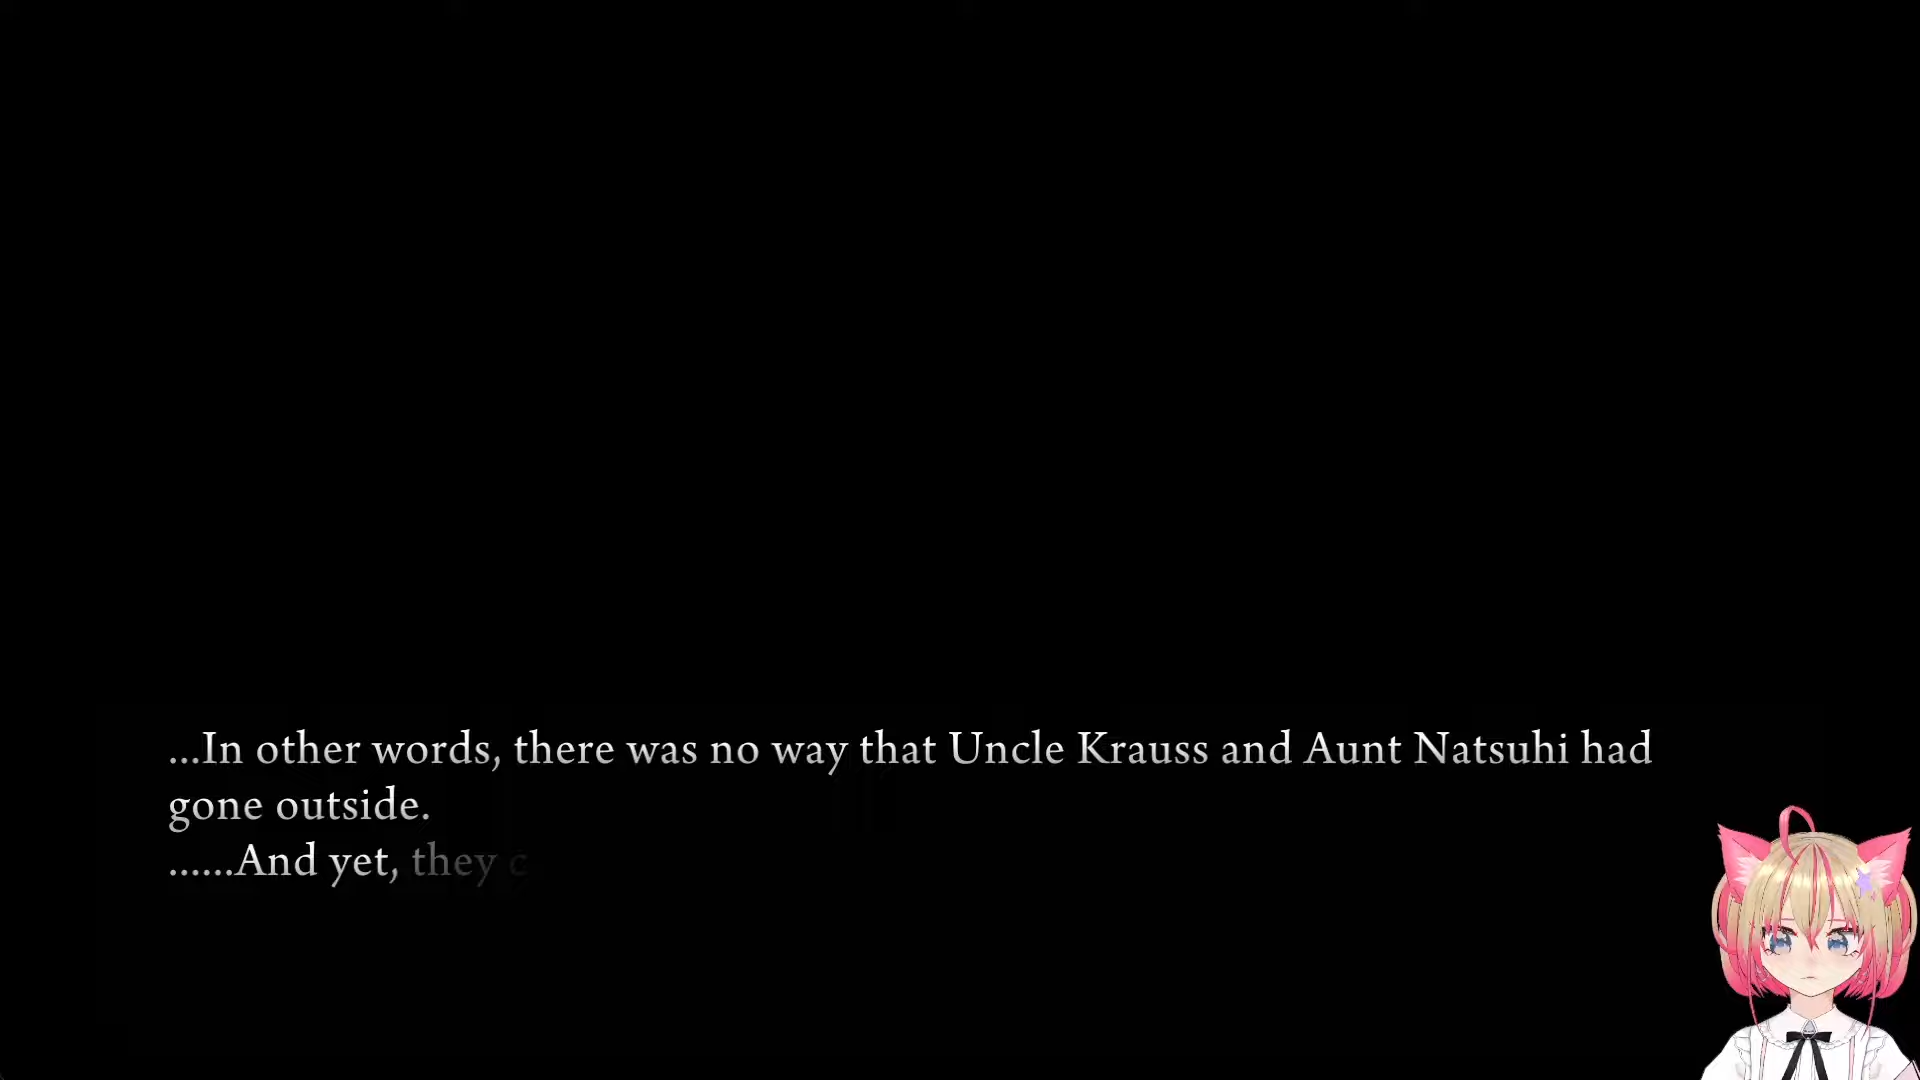 ...In other words, there was no way that Uncle Krauss and Aunt Natsuhi had
gone outside.
......And yet, they c